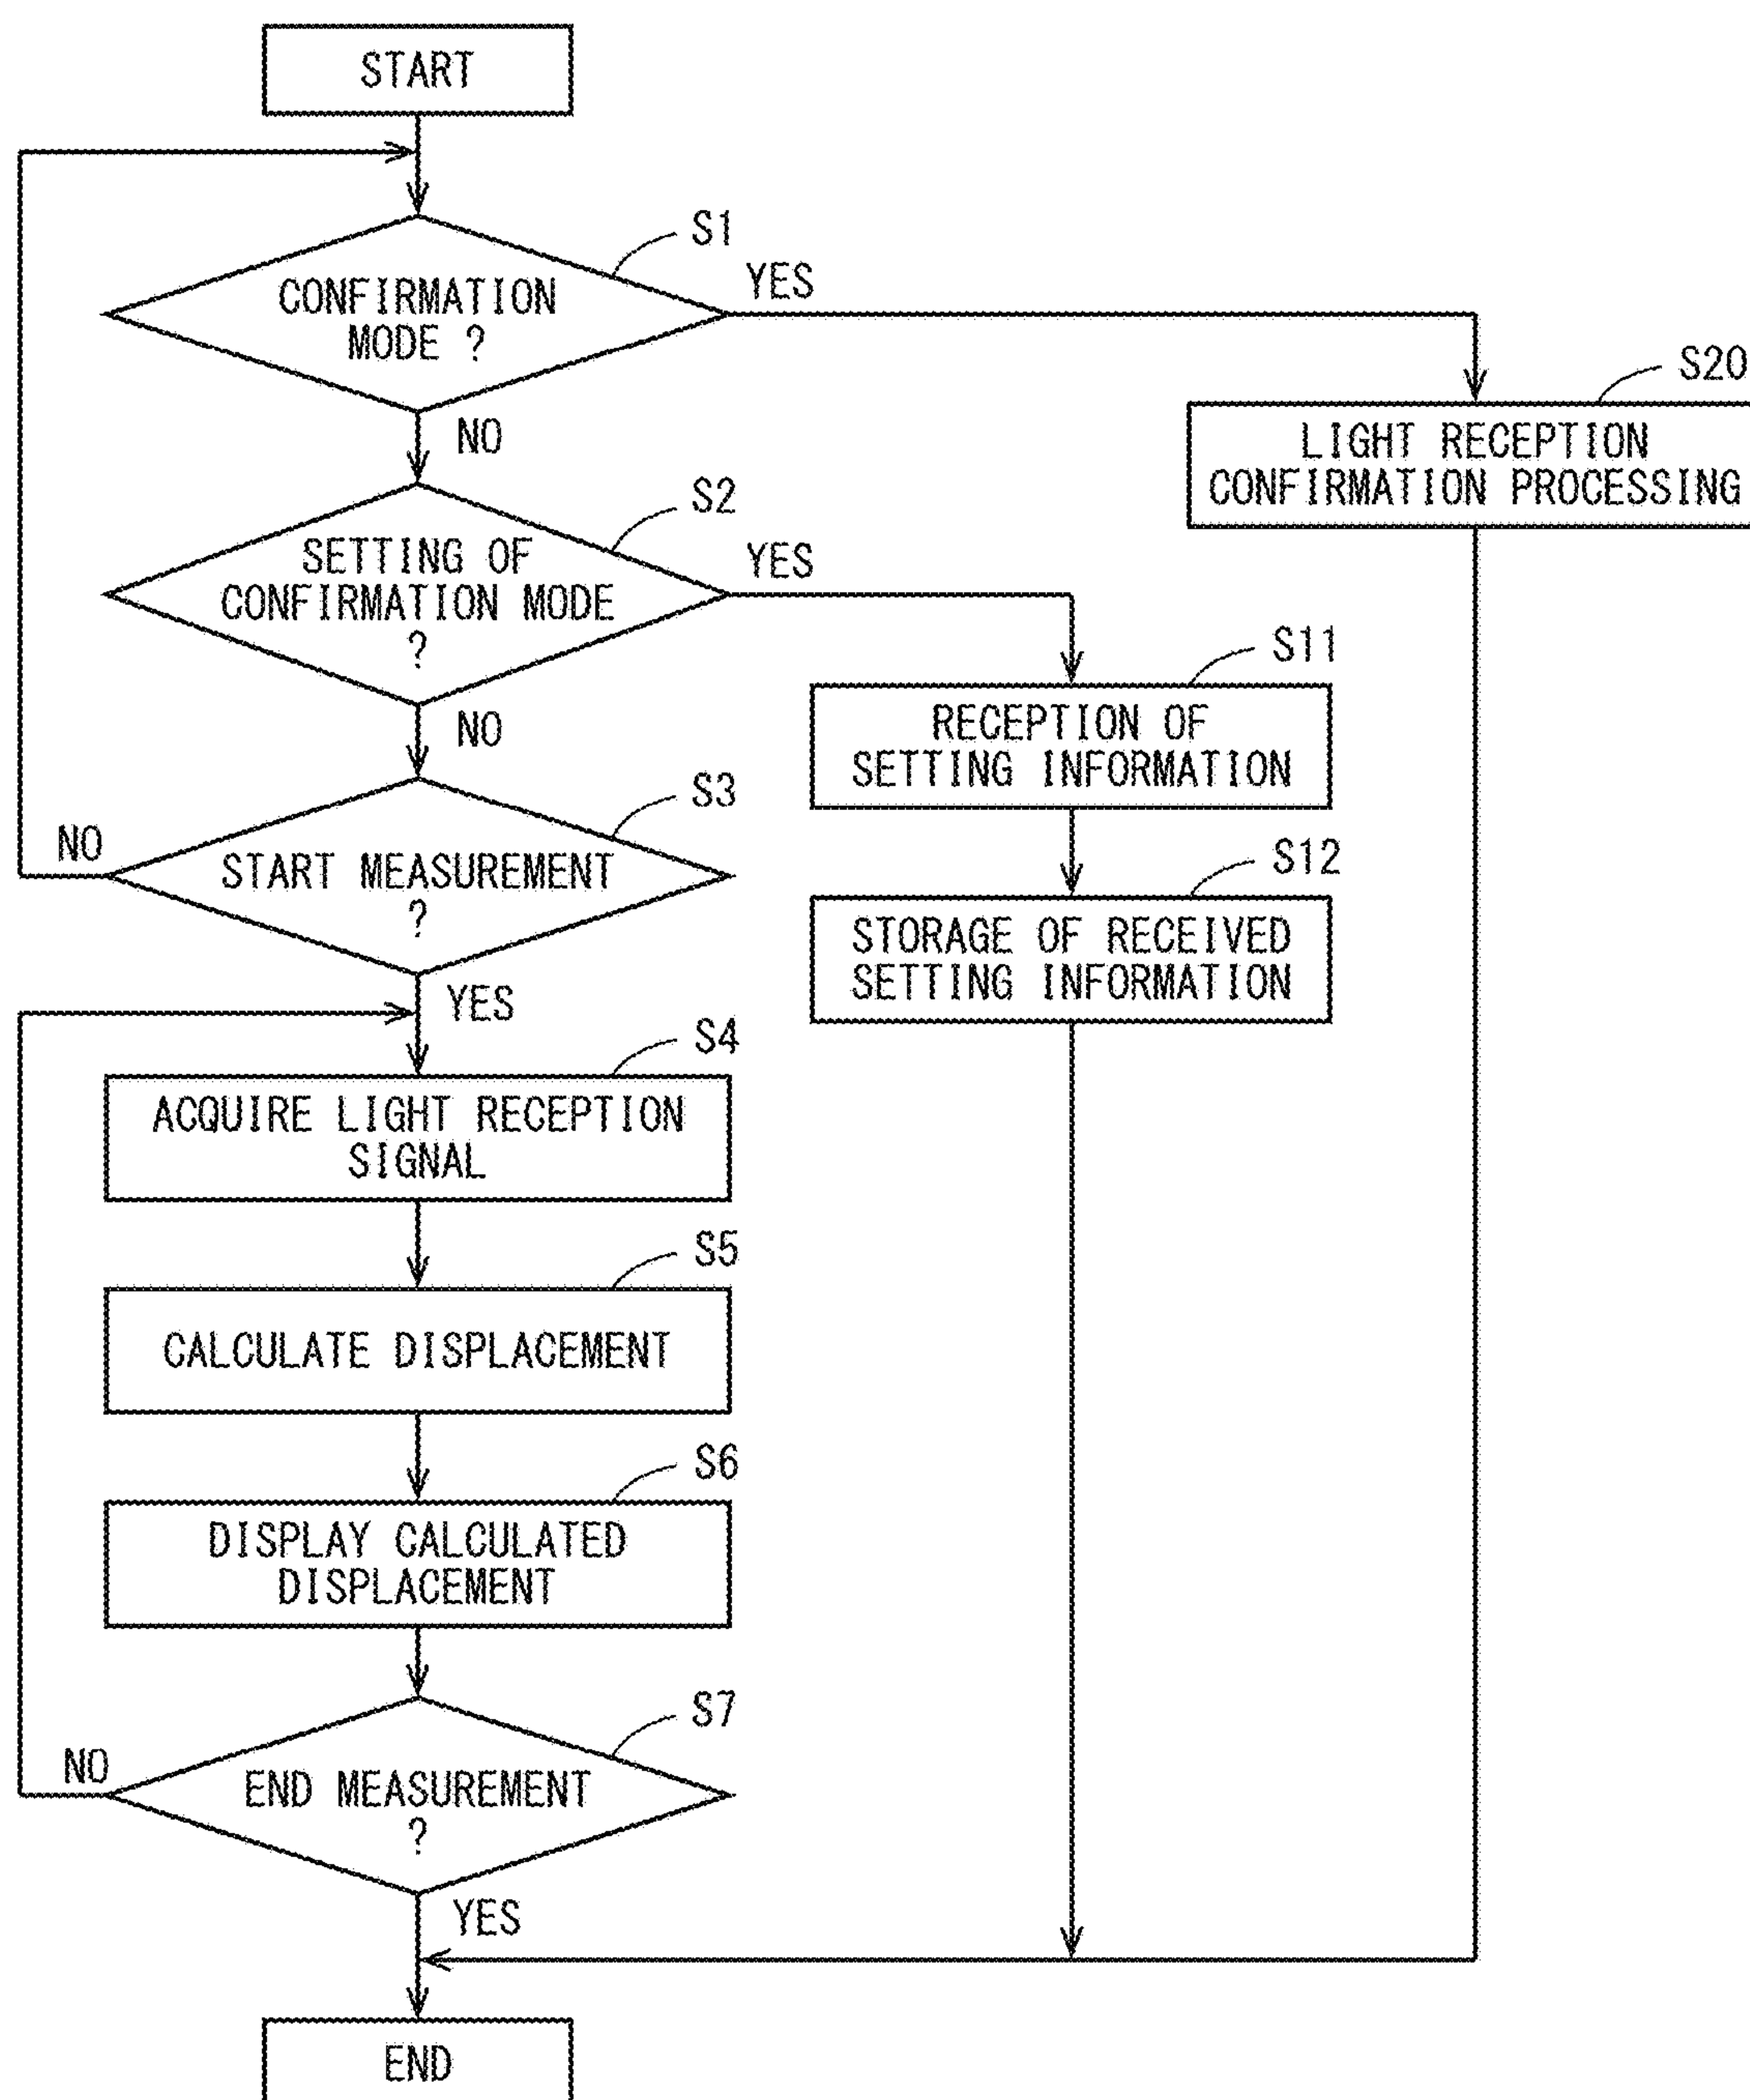 START
S1
CONFIRMATION
MODE ?
YES
NO
S20
LIGHT RECEPTION
CONFIRMATION PROCESSING
S2
SETTING OF
CONFIRMATION MODE
?
YES
NO
S11
RECEPTION OF
SETTING INFORMATION
S3
START MEASUREMENT
?
NO
YES
S12
STORAGE OF RECEIVED
SETTING INFORMATION
S4
ACQUIRE LIGHT RECEPTION
SIGNAL
S5
CALCULATE DISPLACEMENT
S6
DISPLAY CALCULATED
DISPLACEMENT
S7
END MEASUREMENT
?
NO
YES
END